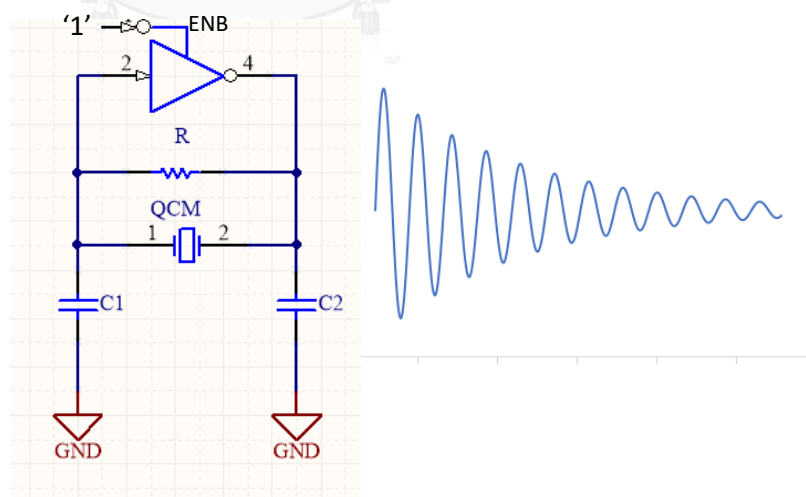 ‘1’ ENB
2 4
R
QCM
1 2
C1 C2
GND GND